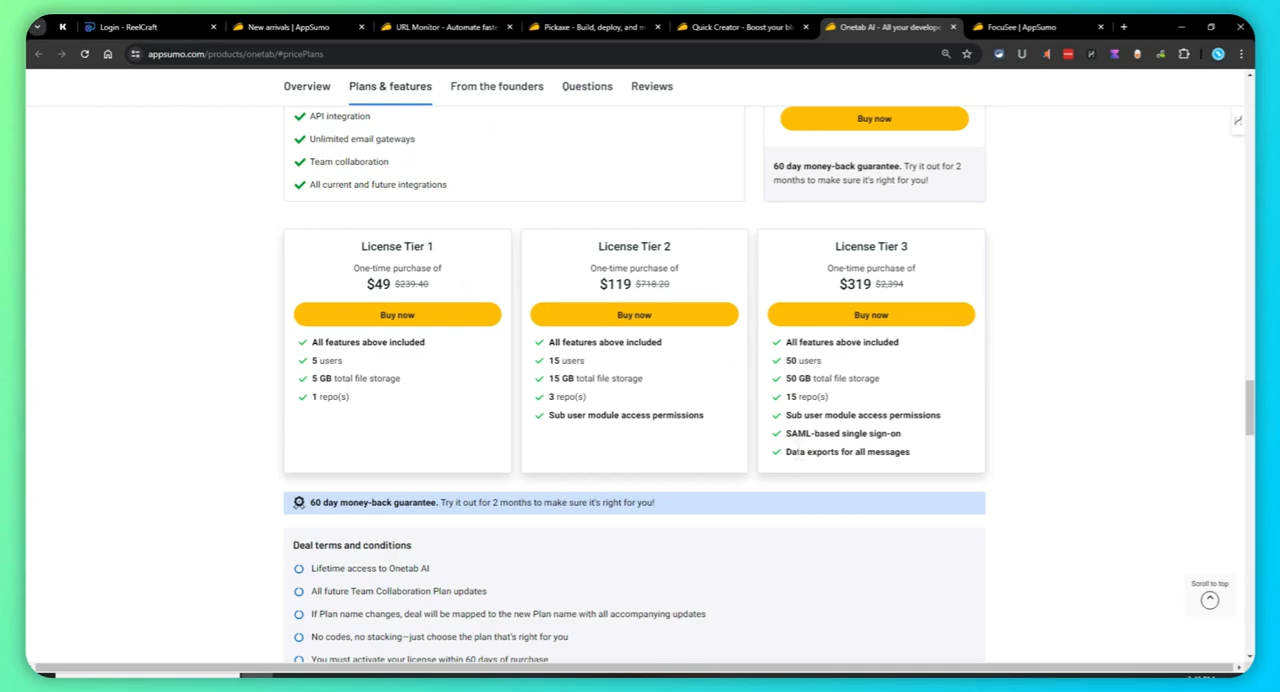 K
Login - ReelCraft
New arrivals | AppSumo
URL Monitor - Automate faste
Pickaxe - Build, deploy, and m
Quick Creator - Boost your blo
Onetab AI - All your develope
FocuSee | AppSumo
appsumo.com/products/onetab/#pricePlans
Overview
Plans & features
From the founders
Questions
Reviews
API integration
Unlimited email gateways
Team collaboration
All current and future integrations
Buy now
60 day money-back guarantee. Try it out for 2
months to make sure it's right for you!
License Tier 1
One-time purchase of
$49 $239.40
Buy now
All features above included
5 users
5 GB total file storage
1 repo(s)
License Tier 2
One-time purchase of
$119 $718.20
Buy now
All features above included
15 users
15 GB total file storage
3 repo(s)
Sub user module access permissions
License Tier 3
One-time purchase of
$319 $2,394
Buy now
All features above included
50 users
50 GB total file storage
15 repo(s)
Sub user module access permissions
SAML-based single sign-on
Data exports for all messages
60 day money-back guarantee. Try it out for 2 months to make sure it's right for you!
Deal terms and conditions
Lifetime access to Onetab AI
All future Team Collaboration Plan updates
If Plan name changes, deal will be mapped to the new Plan name with all accompanying updates
No codes, no stacking—just choose the plan that's right for you
You must activate your license within 60 days of purchase
Scroll to top